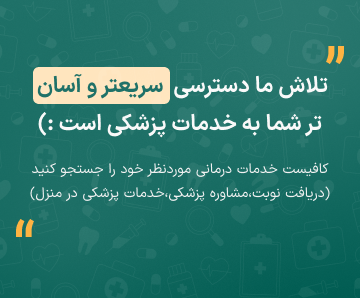 تلاش ما دسترسی سریعتر و آسان
تر شما به خدمات پزشکی است :)
کافیست خدمات درمانی موردنظر خود را جستجو کنید
(دریافت نوبت،مشاوره پزشکی،خدمات پزشکی در منزل)